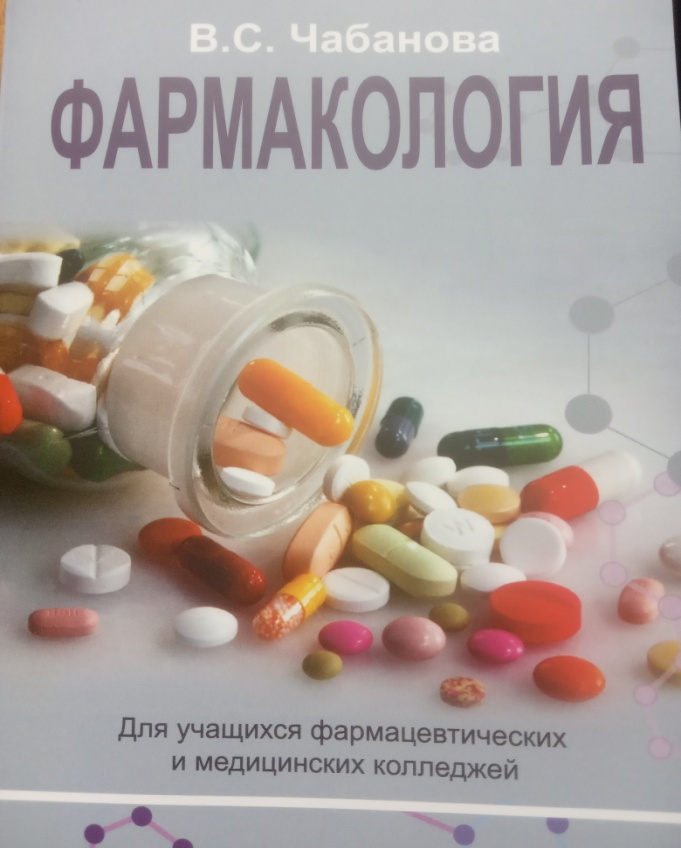 В.С. Чабанова
ФАРМАКОЛОГИЯ
Для учащихся фармацевтических
и медицинских колледжей